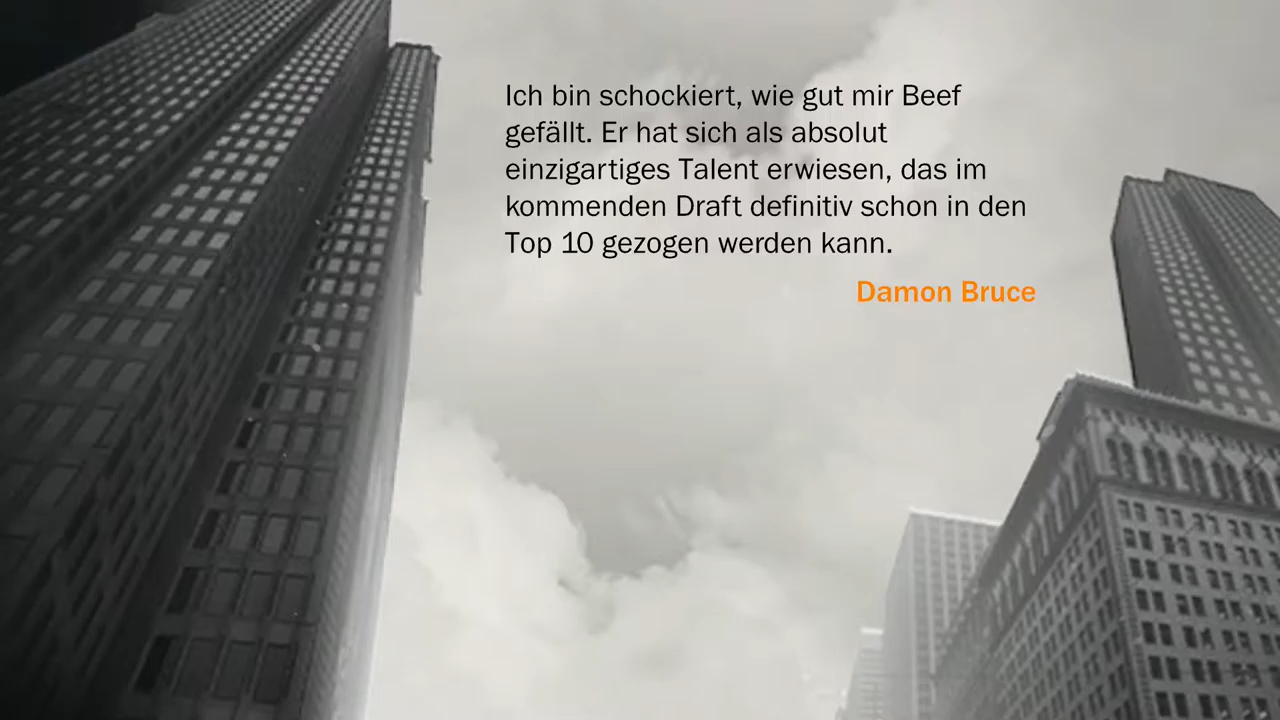 Ich bin schockiert, wie gut mir Beef
gefällt. Er hat sich als absolut
einzigartiges Talent erwiesen, das im
kommenden Draft definitiv schon in den
Top 10 gezogen werden kann.
Damon Bruce